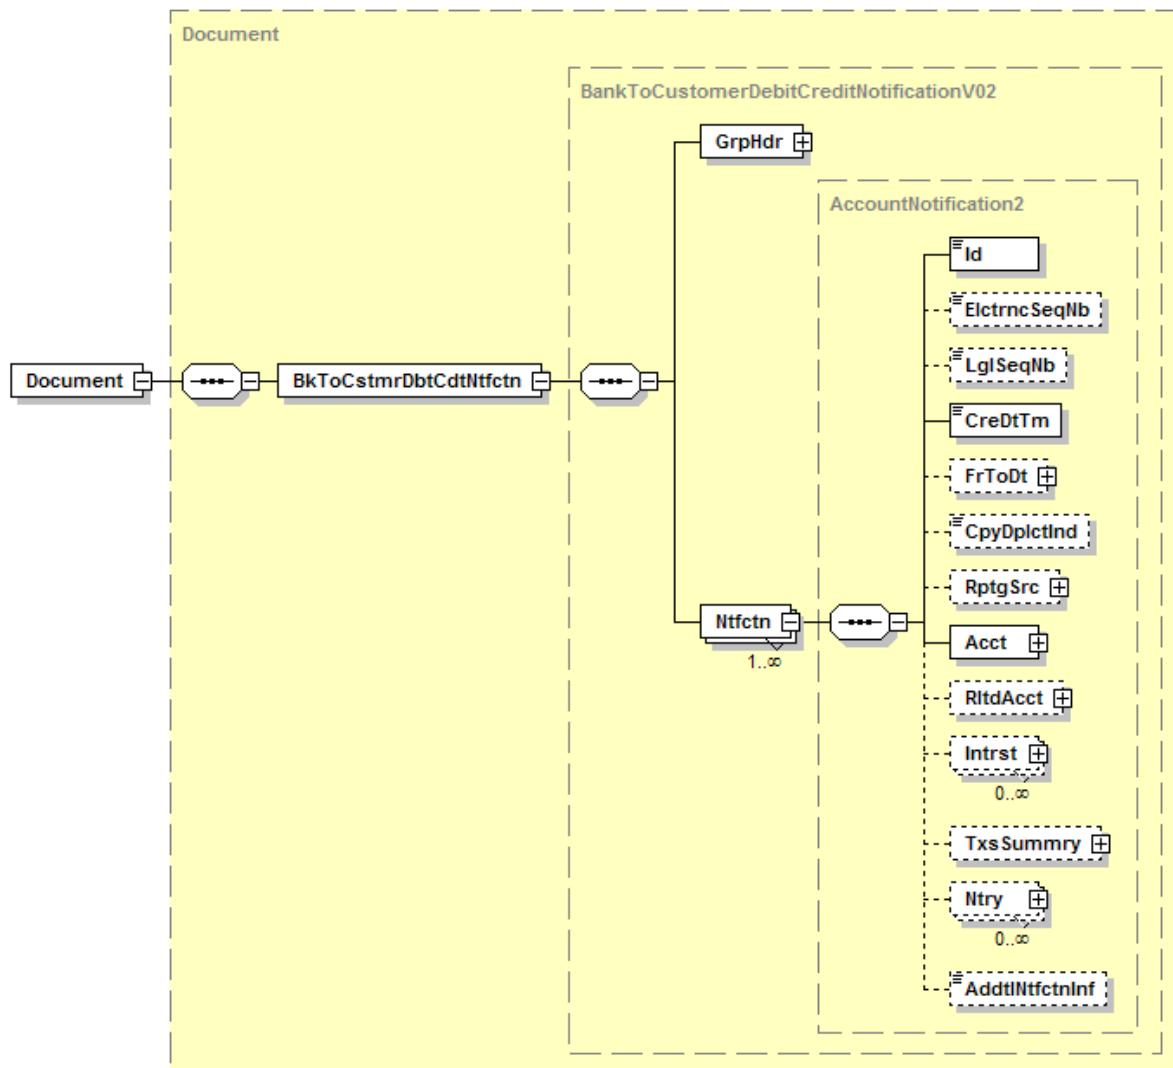 Document
BankToCustomerDebitCreditNotificationV02
GrpHdr
AccountNotification2
Id
ElctrncSeqNb
LglSeqNb
Document
BkToCstmrDbtCdtNtfctn
CreDtTm
FrToDt
CpyDplctInd
RptgSrc
Ntfctn
1..∞
Acct
RltdAcct
Intrst
0..∞
TxsSummry
Ntry
0..∞
AddtlNtfctnInf